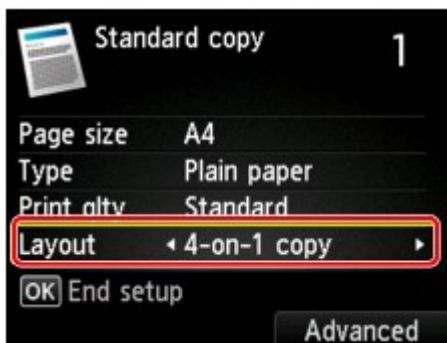 Standard copy 1
Page size A4
Type Plain paper
Print qlty Standard
Layout 4-on-1 copy
OK End setup
Advanced